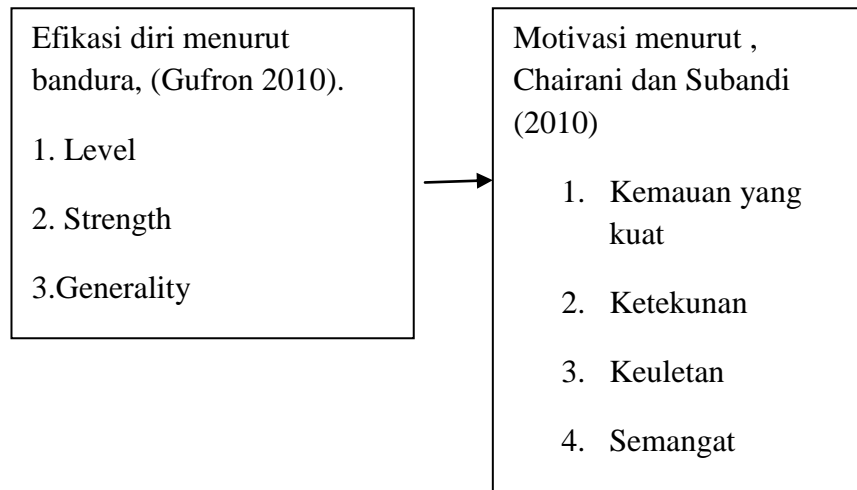 Efikasi diri menurut
bandura, (Gufron 2010).
1. Level
2. Strength
3.Generality
Motivasi menurut ,
Chairani dan Subandi
(2010)
1. Kemauan yang
kuat
2. Ketekunan
3. Keuletan
4. Semangat